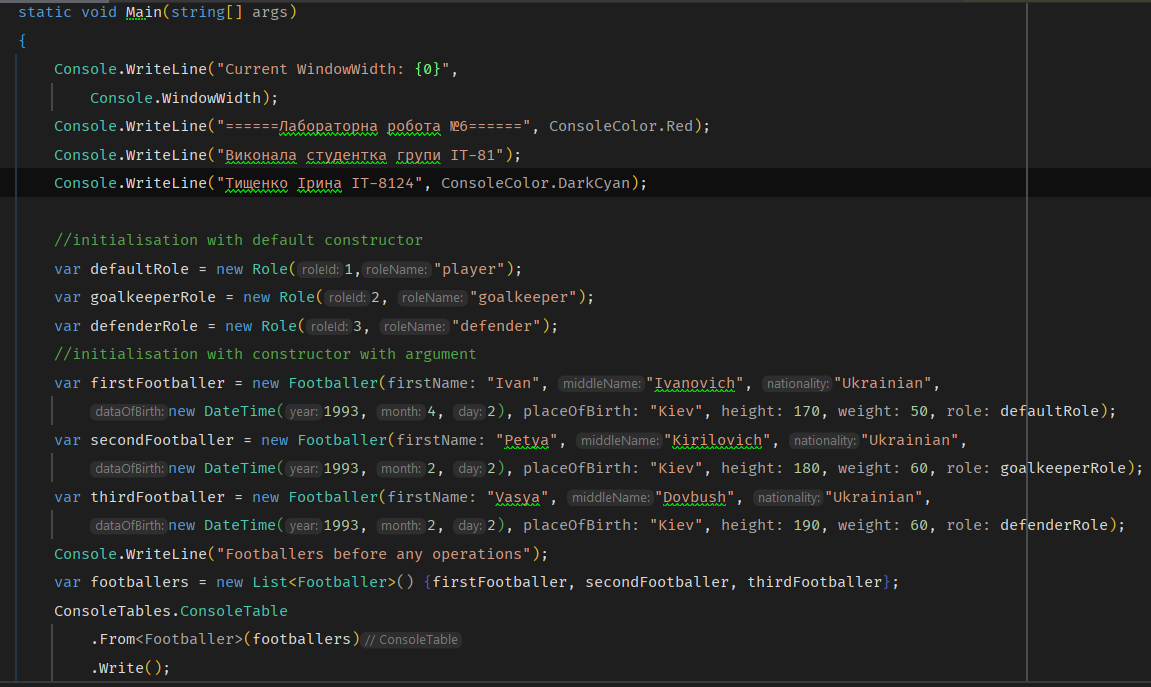 static void Main(string[] args)
{
Console.WriteLine("Current WindowWidth: {0}",
Console.WindowWidth);
Console.WriteLine("======Лабораторна робота №6======", ConsoleColor.Red);
Console.WriteLine("Виконала студентка групи IT-81");
Console.WriteLine("Тищенко Ірина IT-8124", ConsoleColor.DarkCyan);
//initialisation with default constructor
var defaultRole = new Role(roleId: 1, roleName: "player");
var goalkeeperRole = new Role(roleId: 2, roleName: "goalkeeper");
var defenderRole = new Role(roleId: 3, roleName: "defender");
//initialisation with constructor with argument
var firstFootballer = new Footballer(firstName: "Ivan", middleName: "Ivanovich", nationality: "Ukrainian",
dataOfBirth: new DateTime(year: 1993, month: 4, day: 2), placeOfBirth: "Kiev", height: 170, weight: 50, role: defaultRole);
var secondFootballer = new Footballer(firstName: "Petya", middleName: "Kirilovich", nationality: "Ukrainian",
dataOfBirth: new DateTime(year: 1993, month: 2, day: 2), placeOfBirth: "Kiev", height: 180, weight: 60, role: goalkeeperRole);
var thirdFootballer = new Footballer(firstName: "Vasya", middleName: "Dovbush", nationality: "Ukrainian",
dataOfBirth: new DateTime(year: 1993, month: 2, day: 2), placeOfBirth: "Kiev", height: 190, weight: 60, role: defenderRole);
Console.WriteLine("Footballers before any operations");
var footballers = new List<Footballer>() {firstFootballer, secondFootballer, thirdFootballer};
ConsoleTables.ConsoleTable
.From<Footballer>(footballers) // ConsoleTable
.Write();